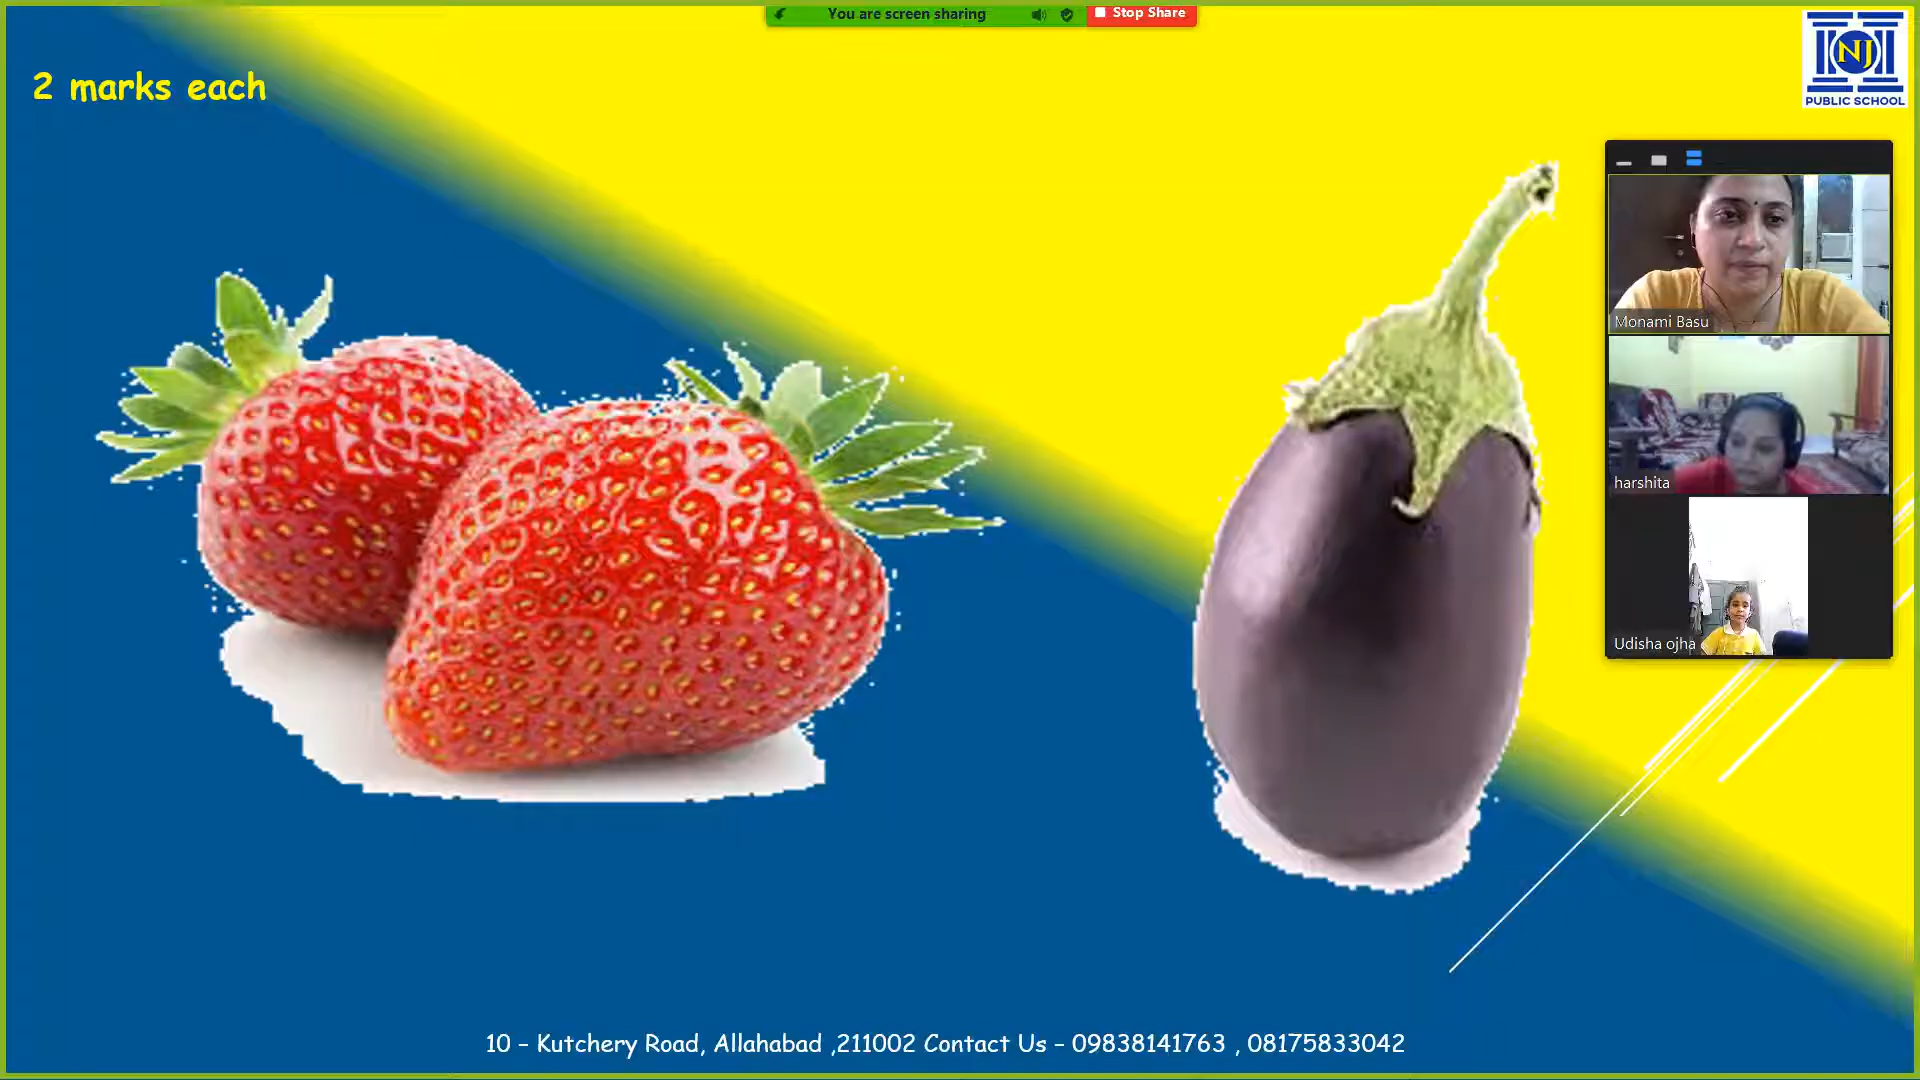 You are screen sharing
Stop Share
2 marks each
NJ
PUBLIC SCHOOL
Monami Basu
harshita
Udisha ojha
10 – Kutchery Road, Allahabad ,211002 Contact Us – 09838141763 , 08175833042